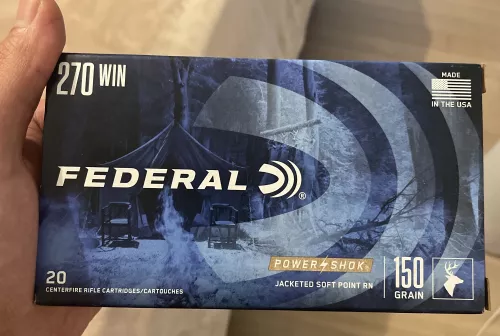 270 WIN
MADE
IN THE USA
FEDERAL
®
POWER SHOK®
20
CENTERFIRE RIFLE CARTRIDGES/CARTOUCHES
JACKETED SOFT POINT RN
150
GRAIN